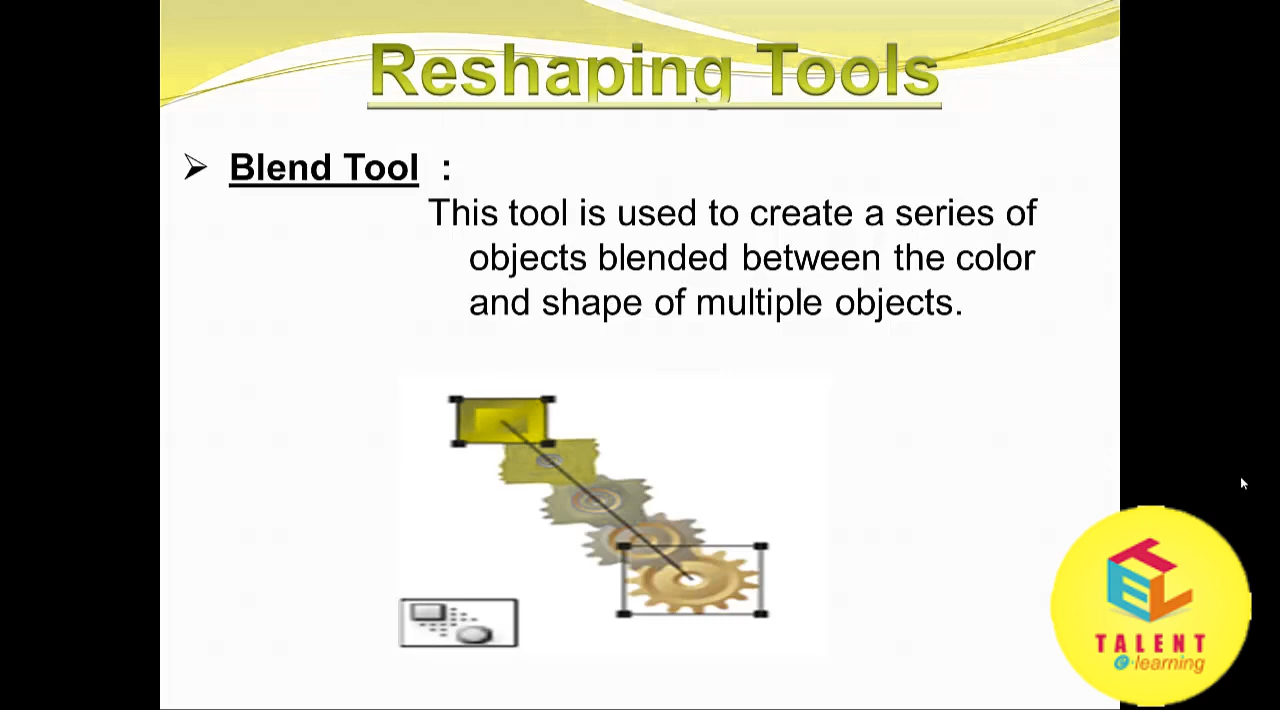 Reshaping Tools
➢ Blend Tool :
This tool is used to create a series of
objects blended between the color
and shape of multiple objects.
TEL
TALENT
e-learning